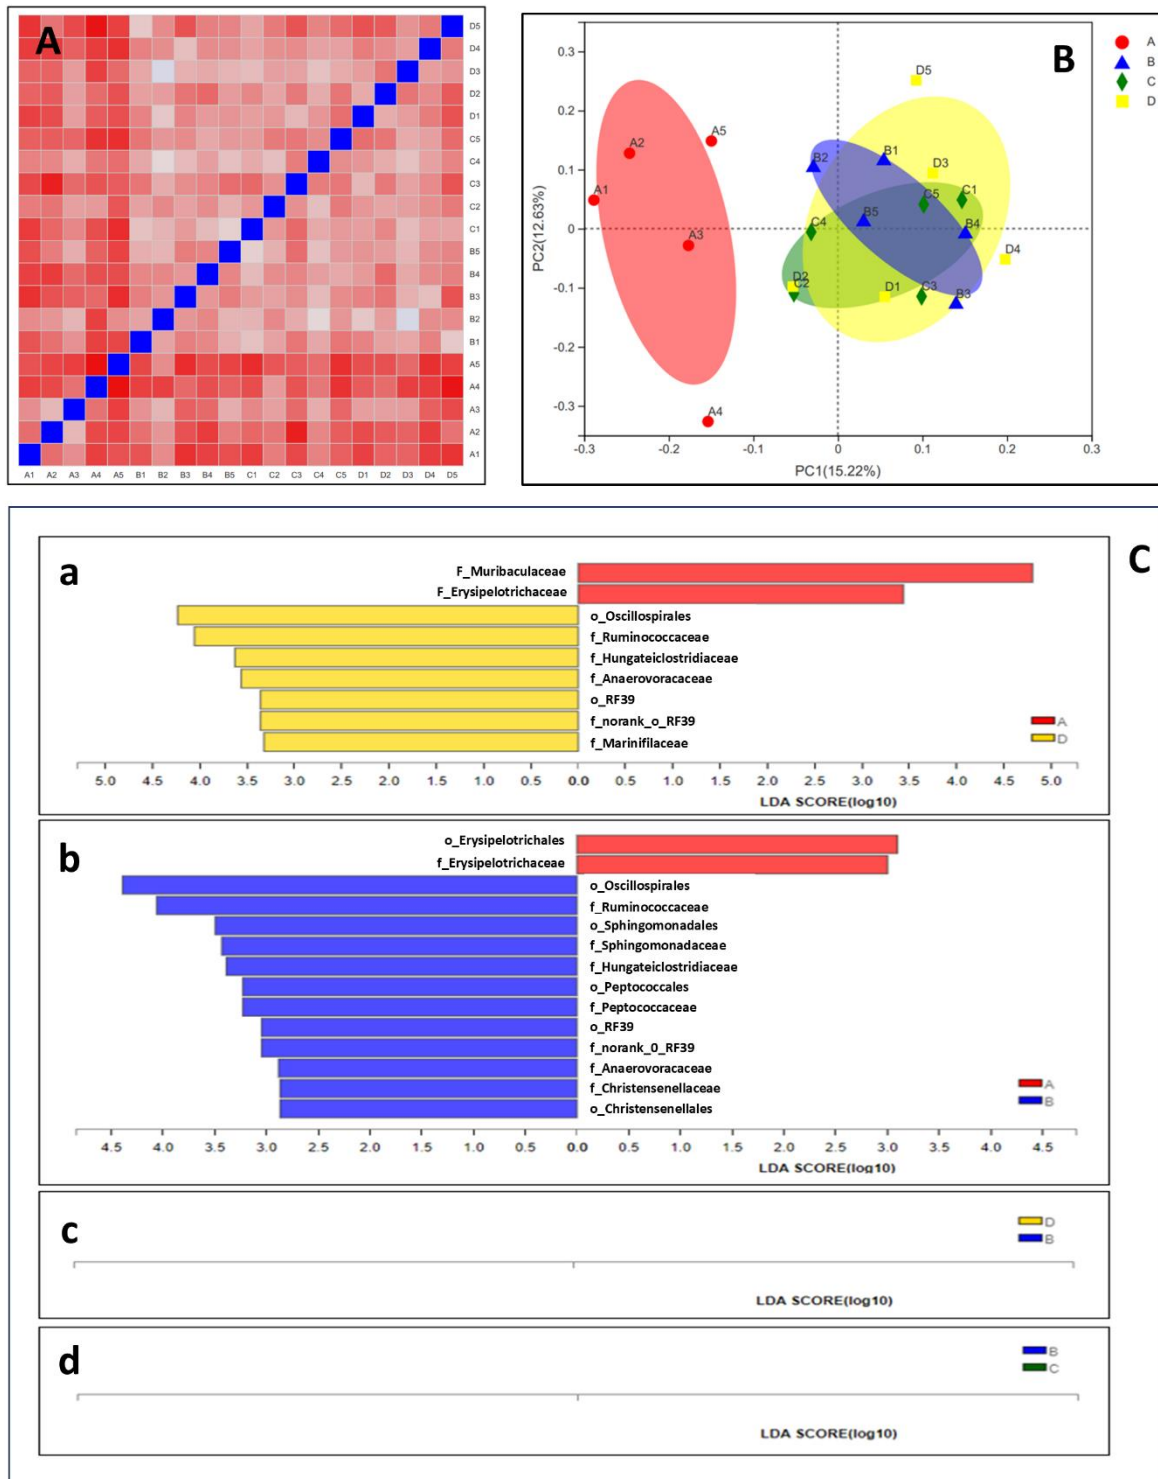 A
D5
D4
D3
D2
D1
C5
C4
C3
C2
C1
B5
B4
B3
B2
B1
A5
A4
A3
A2
A1
A1 A2 A3 A4 A5 B1 B2 B3 B4 B5 C1 C2 C3 C4 C5 D1 D2 D3 D4 D5
B
A
B
C
D
0.3
0.2
0.1
0
-0.1
-0.2
-0.3
PC2(12.63%)
D5
A5
A2
B2
B1
D3
A1
C5
C1
B5
C4
B4
A3
D4
D2
C2
D1
C3
B3
A4
-0.3 -0.2 -0.1 0 0.1 0.2 0.3
PC1(15.22%)
C
a
F_Muribaculaceae
F_Erysipelotrichaceae
o_Oscillospirales
f_Ruminococcaceae
f_Hungateiclostridiaceae
f_Anaerovoracaceae
o_RF39
f_norank_o_RF39
f_Marinifilaceae
A
D
5.0 4.5 4.0 3.5 3.0 2.5 2.0 1.5 1.0 0.5 0.0 0.5 1.0 1.5 2.0 2.5 3.0 3.5 4.0 4.5 5.0
LDA SCORE(log10)
b
o_Erysipelotrichales
f_Erysipelotrichaceae
o_Oscillospirales
f_Ruminococcaceae
o_Sphingomonadales
f_Sphingomonadaceae
f_Hungateiclostridiaceae
o_Peptococcales
f_Peptococcaceae
o_RF39
f_norank_0_RF39
f_Anaerovoracaceae
f_Christensenellaceae
o_Christensenellales
A
B
4.5 4.0 3.5 3.0 2.5 2.0 1.5 1.0 0.5 0.0 0.5 1.0 1.5 2.0 2.5 3.0 3.5 4.0 4.5
LDA SCORE(log10)
c
D
B
LDA SCORE(log10)
d
B
C
LDA SCORE(log10)